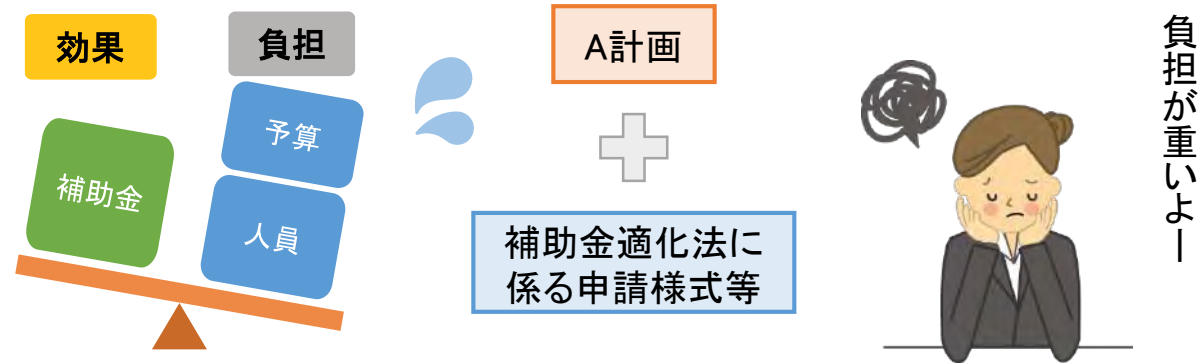 効果
負担
補助金
予算
人員
A計画
補助金適化法に
係る申請様式等
負担が重いよー